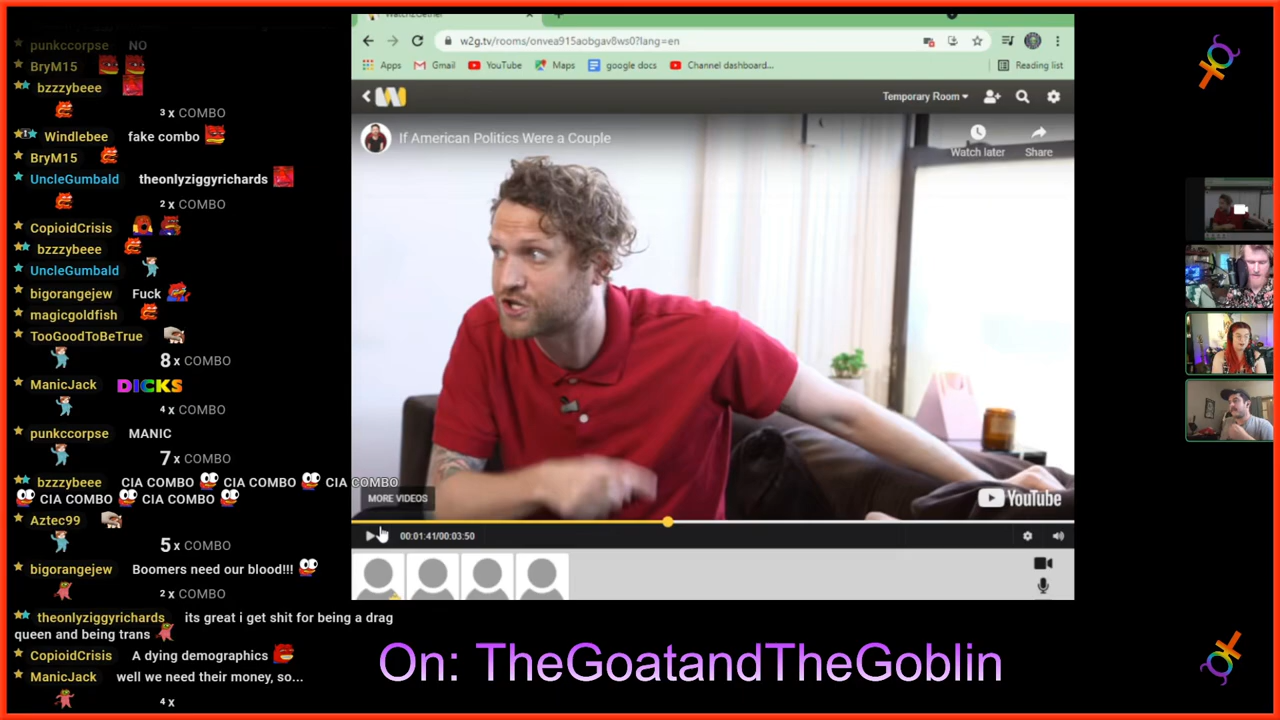 punkccorpse NO
BryM15
bzzzybeee
3 x COMBO
Windlebee fake combo
BryM15
UncleGumbald theonlyziggyrichards
2 x COMBO
CopioidCrisis
bzzzybeee
UncleGumbald
bigorangejew Fuck
magicgoldfish
TooGoodToBeTrue
8 x COMBO
ManicJack DICKS
4 x COMBO
punkccorpse MANIC
7 x COMBO
bzzzybeee CIA COMBO CIA COMBO CIA COMBO
CIA COMBO CIA COMBO
Aztec99
5 x COMBO
bigorangejew Boomers need our blood!!!
2 x COMBO
theonlyziggyrichards its great i get shit for being a drag
queen and being trans
CopioidCrisis A dying demographics
ManicJack well we need their money, so...
4 x
w2g.tv/rooms/onvea915aobgav8ws0?lang=en
Apps Gmail YouTube Maps google docs Channel dashboard... Reading list
Temporary Room
If American Politics Were a Couple
Watch later Share
MORE VIDEOS
YouTube
00:01:41/00:03:50
On: TheGoatandTheGoblin